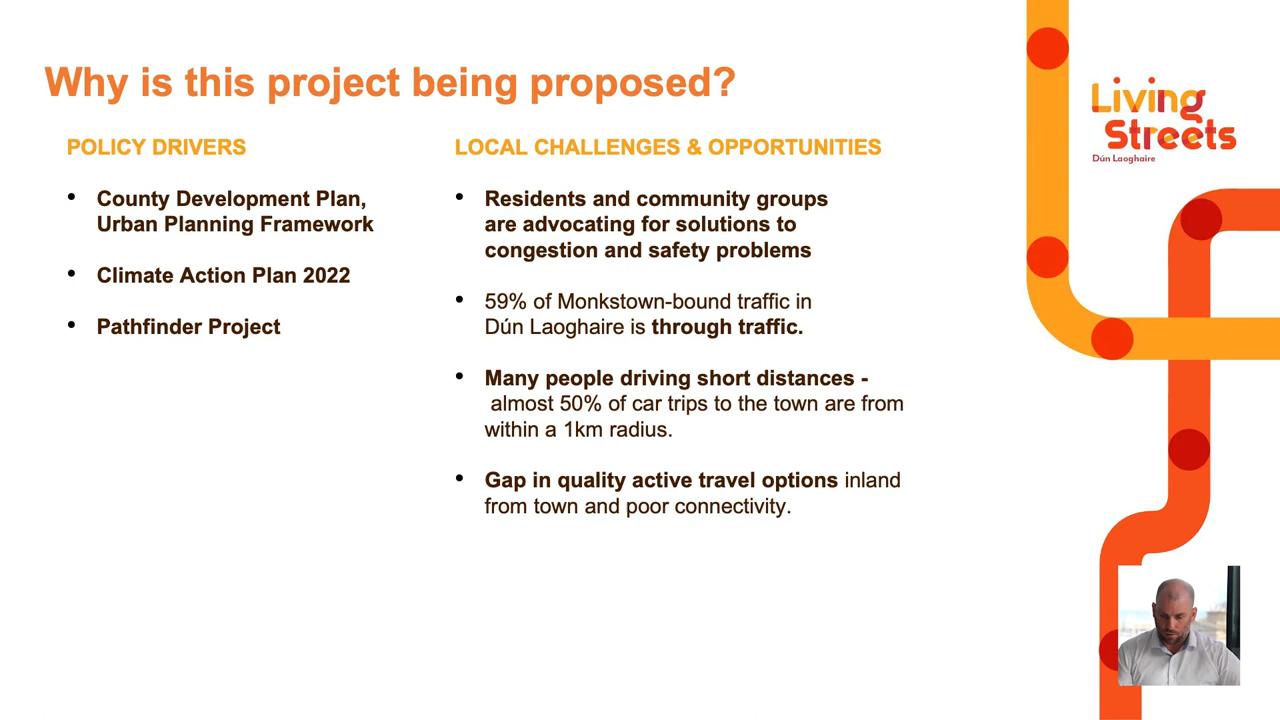 Why is this project being proposed?
POLICY DRIVERS
• County Development Plan,
Urban Planning Framework
• Climate Action Plan 2022
• Pathfinder Project
LOCAL CHALLENGES & OPPORTUNITIES
• Residents and community groups
are advocating for solutions to
congestion and safety problems
• 59% of Monkstown-bound traffic in
Dún Laoghaire is through traffic.
• Many people driving short distances -
almost 50% of car trips to the town are from
within a 1km radius.
• Gap in quality active travel options inland
from town and poor connectivity.
Living
Streets
Dún Laoghaire